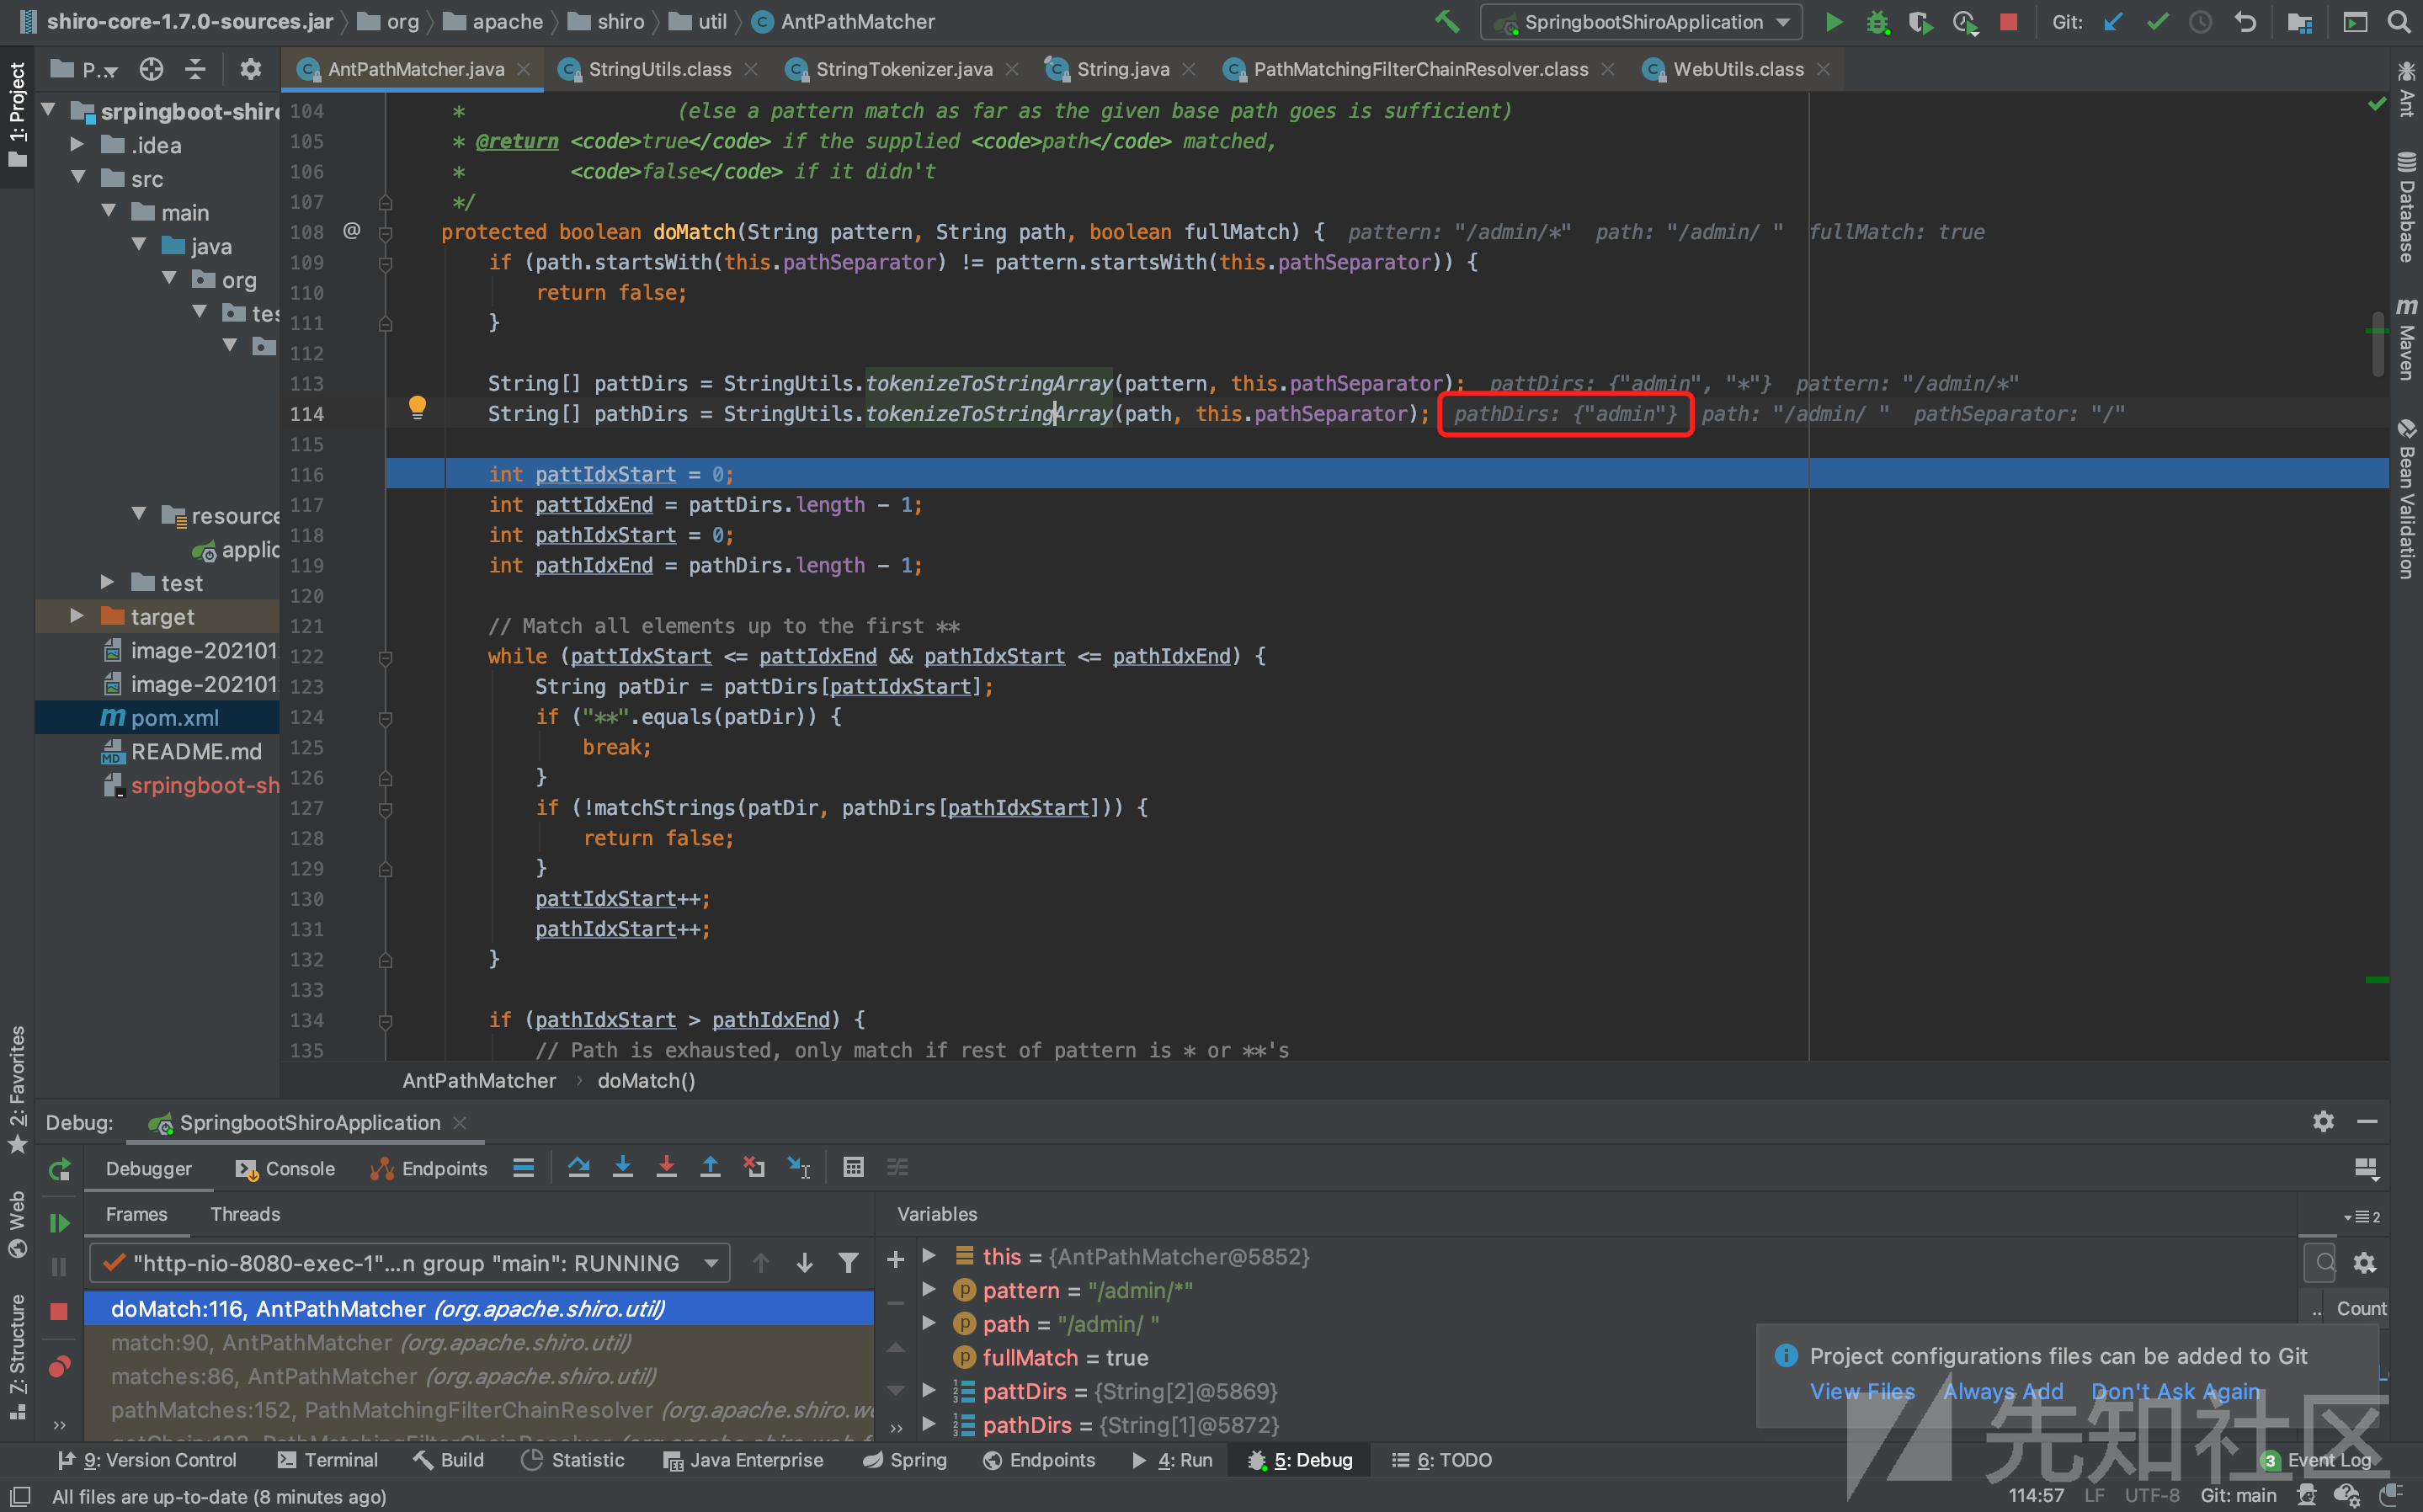 shiro-core-1.7.0-sources.jar org apache shiro util AntPathMatcher SpringbootShiroApplication Git:
P.. AntPathMatcher.java StringUtils.class StringTokenizer.java String.java PathMatchingFilterChainResolver.class WebUtils.class
1: Project
srpingboot-shiro
.idea
src
main
java
org
tes
resource
applic
test
target
image-202101
image-202101
pom.xml
README.md
srpingboot-sh
104 * (else a pattern match as far as the given base path goes is sufficient)
105 * @return <code>true</code> if the supplied <code>path</code> matched,
106 * <code>false</code> if it didn't
107 */
108 @ protected boolean doMatch(String pattern, String path, boolean fullMatch) { pattern: "/admin/*" path: "/admin/ " fullMatch: true
109 if (path.startsWith(this.pathSeparator) != pattern.startsWith(this.pathSeparator)) {
110 return false;
111 }
112
113 String[] pattDirs = StringUtils.tokenizeToStringArray(pattern, this.pathSeparator); pattDirs: {"admin", "*"} pattern: "/admin/*"
114 String[] pathDirs = StringUtils.tokenizeToStringArray(path, this.pathSeparator); pathDirs: {"admin"} path: "/admin/ " pathSeparator: "/"
115
116 int pattIdxStart = 0;
117 int pattIdxEnd = pattDirs.length - 1;
118 int pathIdxStart = 0;
119 int pathIdxEnd = pathDirs.length - 1;
120
121 // Match all elements up to the first **
122 while (pattIdxStart <= pattIdxEnd && pathIdxStart <= pathIdxEnd) {
123 String patDir = pattDirs[pattIdxStart];
124 if ("**".equals(patDir)) {
125 break;
126 }
127 if (!matchStrings(patDir, pathDirs[pathIdxStart])) {
128 return false;
129 }
130 pattIdxStart++;
131 pathIdxStart++;
132 }
133
134 if (pathIdxStart > pathIdxEnd) {
135 // Path is exhausted, only match if rest of pattern is * or **'s
AntPathMatcher › doMatch()
Ant
Database
Maven
Bean Validation
2: Favorites
Web
Z: Structure
Debug: SpringbootShiroApplication
Debugger Console Endpoints
Frames Threads
Variables
2
"http-nio-8080-exec-1"...n group "main": RUNNING
doMatch:116, AntPathMatcher (org.apache.shiro.util)
match:90, AntPathMatcher (org.apache.shiro.util)
matches:86, AntPathMatcher (org.apache.shiro.util)
pathMatches:152, PathMatchingFilterChainResolver (org.apache.shiro.we
this = {AntPathMatcher@5852}
pattern = "/admin/*"
path = "/admin/ "
fullMatch = true
pattDirs = {String[2]@5869}
pathDirs = {String[1]@5872}
.. Count
Project configurations files can be added to Git
View Files Always Add Don't Ask Again
先知社区
9: Version Control Terminal Build Statistic Java Enterprise Spring Endpoints 4: Run 5: Debug 6: TODO 3 Event Log
All files are up-to-date (8 minutes ago) 114:57 LF UTF-8 Git: main